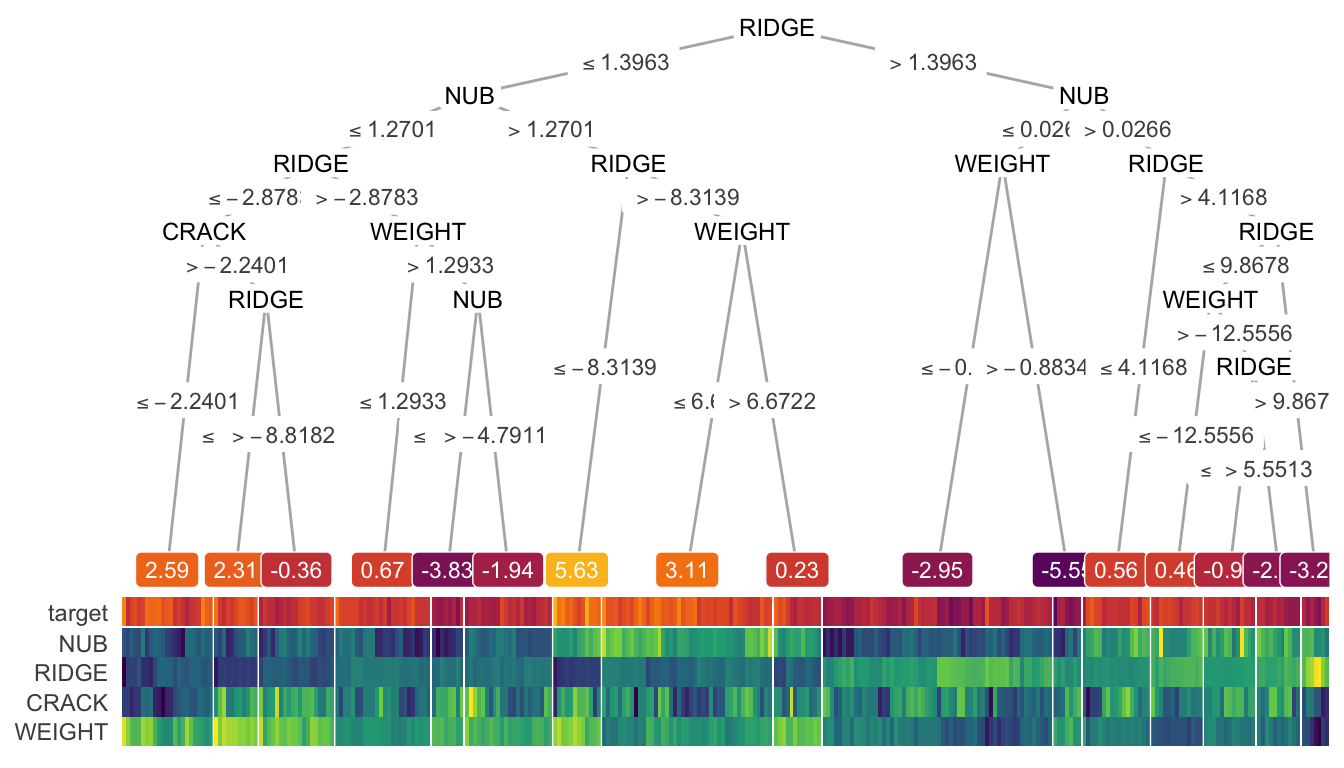 RIDGE
≤ 1.3963 > 1.3963
NUB NUB
≤ 1.2701 > 1.2701 ≤ 0.026 > 0.0266
RIDGE RIDGE WEIGHT RIDGE
≤ − 2.878 > − 2.8783 > − 8.3139 > 4.1168
CRACK WEIGHT WEIGHT RIDGE
> − 2.2401 > 1.2933 ≤ 9.8678
RIDGE NUB WEIGHT
> − 12.5556
≤ − 8.3139 ≤ − 0. > − 0.8834 ≤ 4.1168 RIDGE
≤ − 2.2401 ≤ 1.2933 ≤ 6.6 > 6.6722 > 9.867
≤ > − 8.8182 ≤ > − 4.7911 ≤ − 12.5556
≤ > 5.5513
2.59 2.31 -0.36 0.67 -3.83 -1.94 5.63 3.11 0.23 -2.95 -5.55 0.56 0.46 -0.9 -2. -3.2
target
NUB
RIDGE
CRACK
WEIGHT